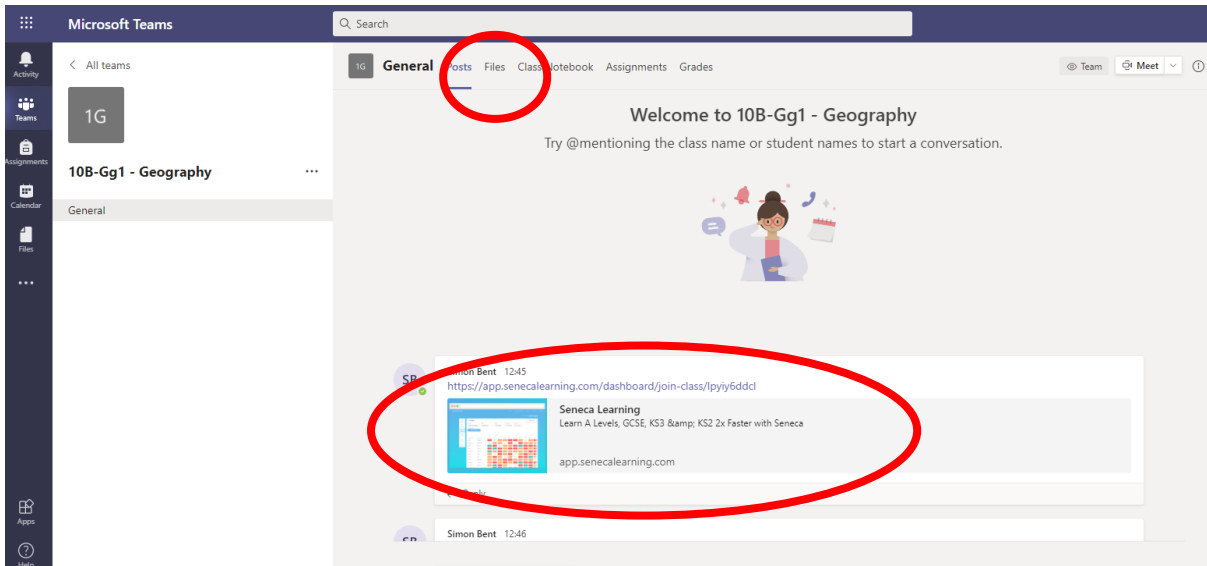 Microsoft Teams
Search
Activity
Teams
Assignments
Calendar
Files
Apps
Help
All teams
1G
10B-Gg1 - Geography
General
1G General Posts Files Class Notebook Assignments Grades
Team Meet
Welcome to 10B-Gg1 - Geography
Try @mentioning the class name or student names to start a conversation.
SB Simon Bent 12:45
https://app.senecalearning.com/dashboard/join-class/lpyiy6ddcl
Seneca Learning
Learn A Levels, GCSE, KS3 &amp; KS2 2x Faster with Seneca
app.senecalearning.com
Reply
SB Simon Bent 12:46